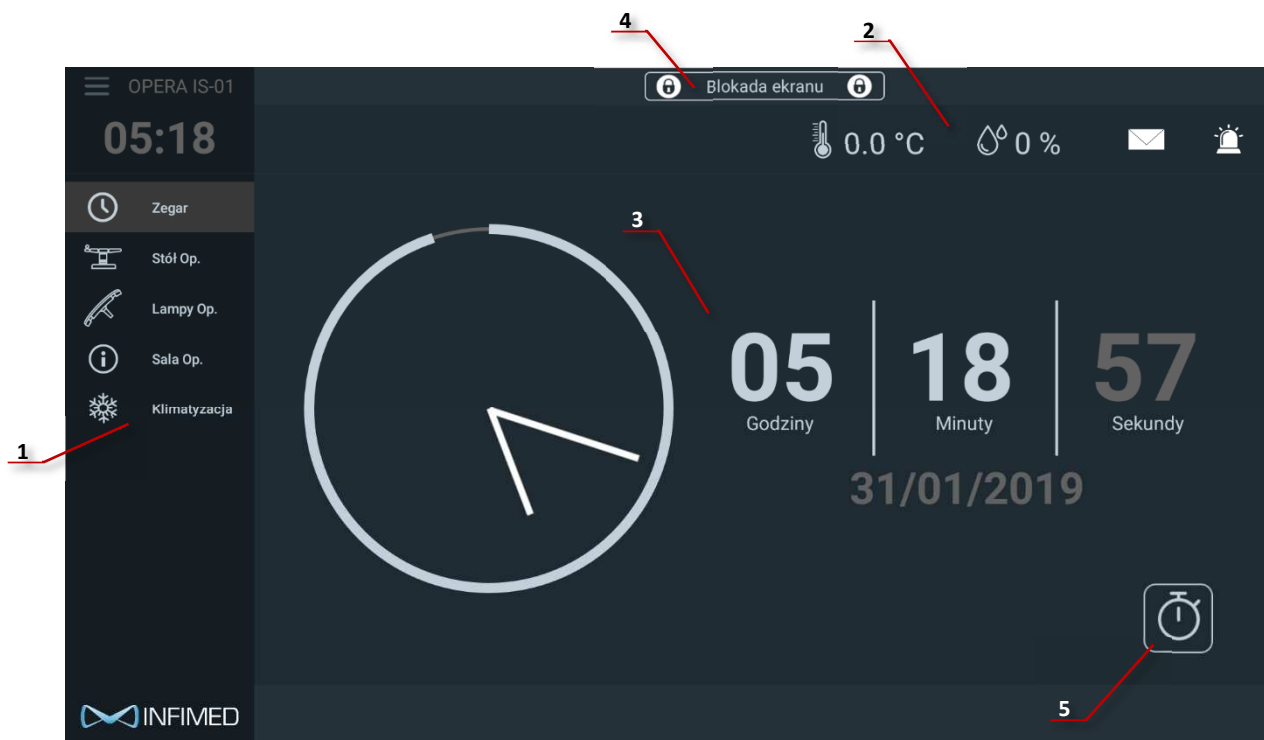 4
2
OPERA IS-01
Blokada ekranu
05:18
0.0 °C
0 %
Zegar
3
Stół Op.
Lampy Op.
Sala Op.
05
18
57
Klimatyzacja
Godziny
Minuty
Sekundy
1
31/01/2019
5
INFIMED